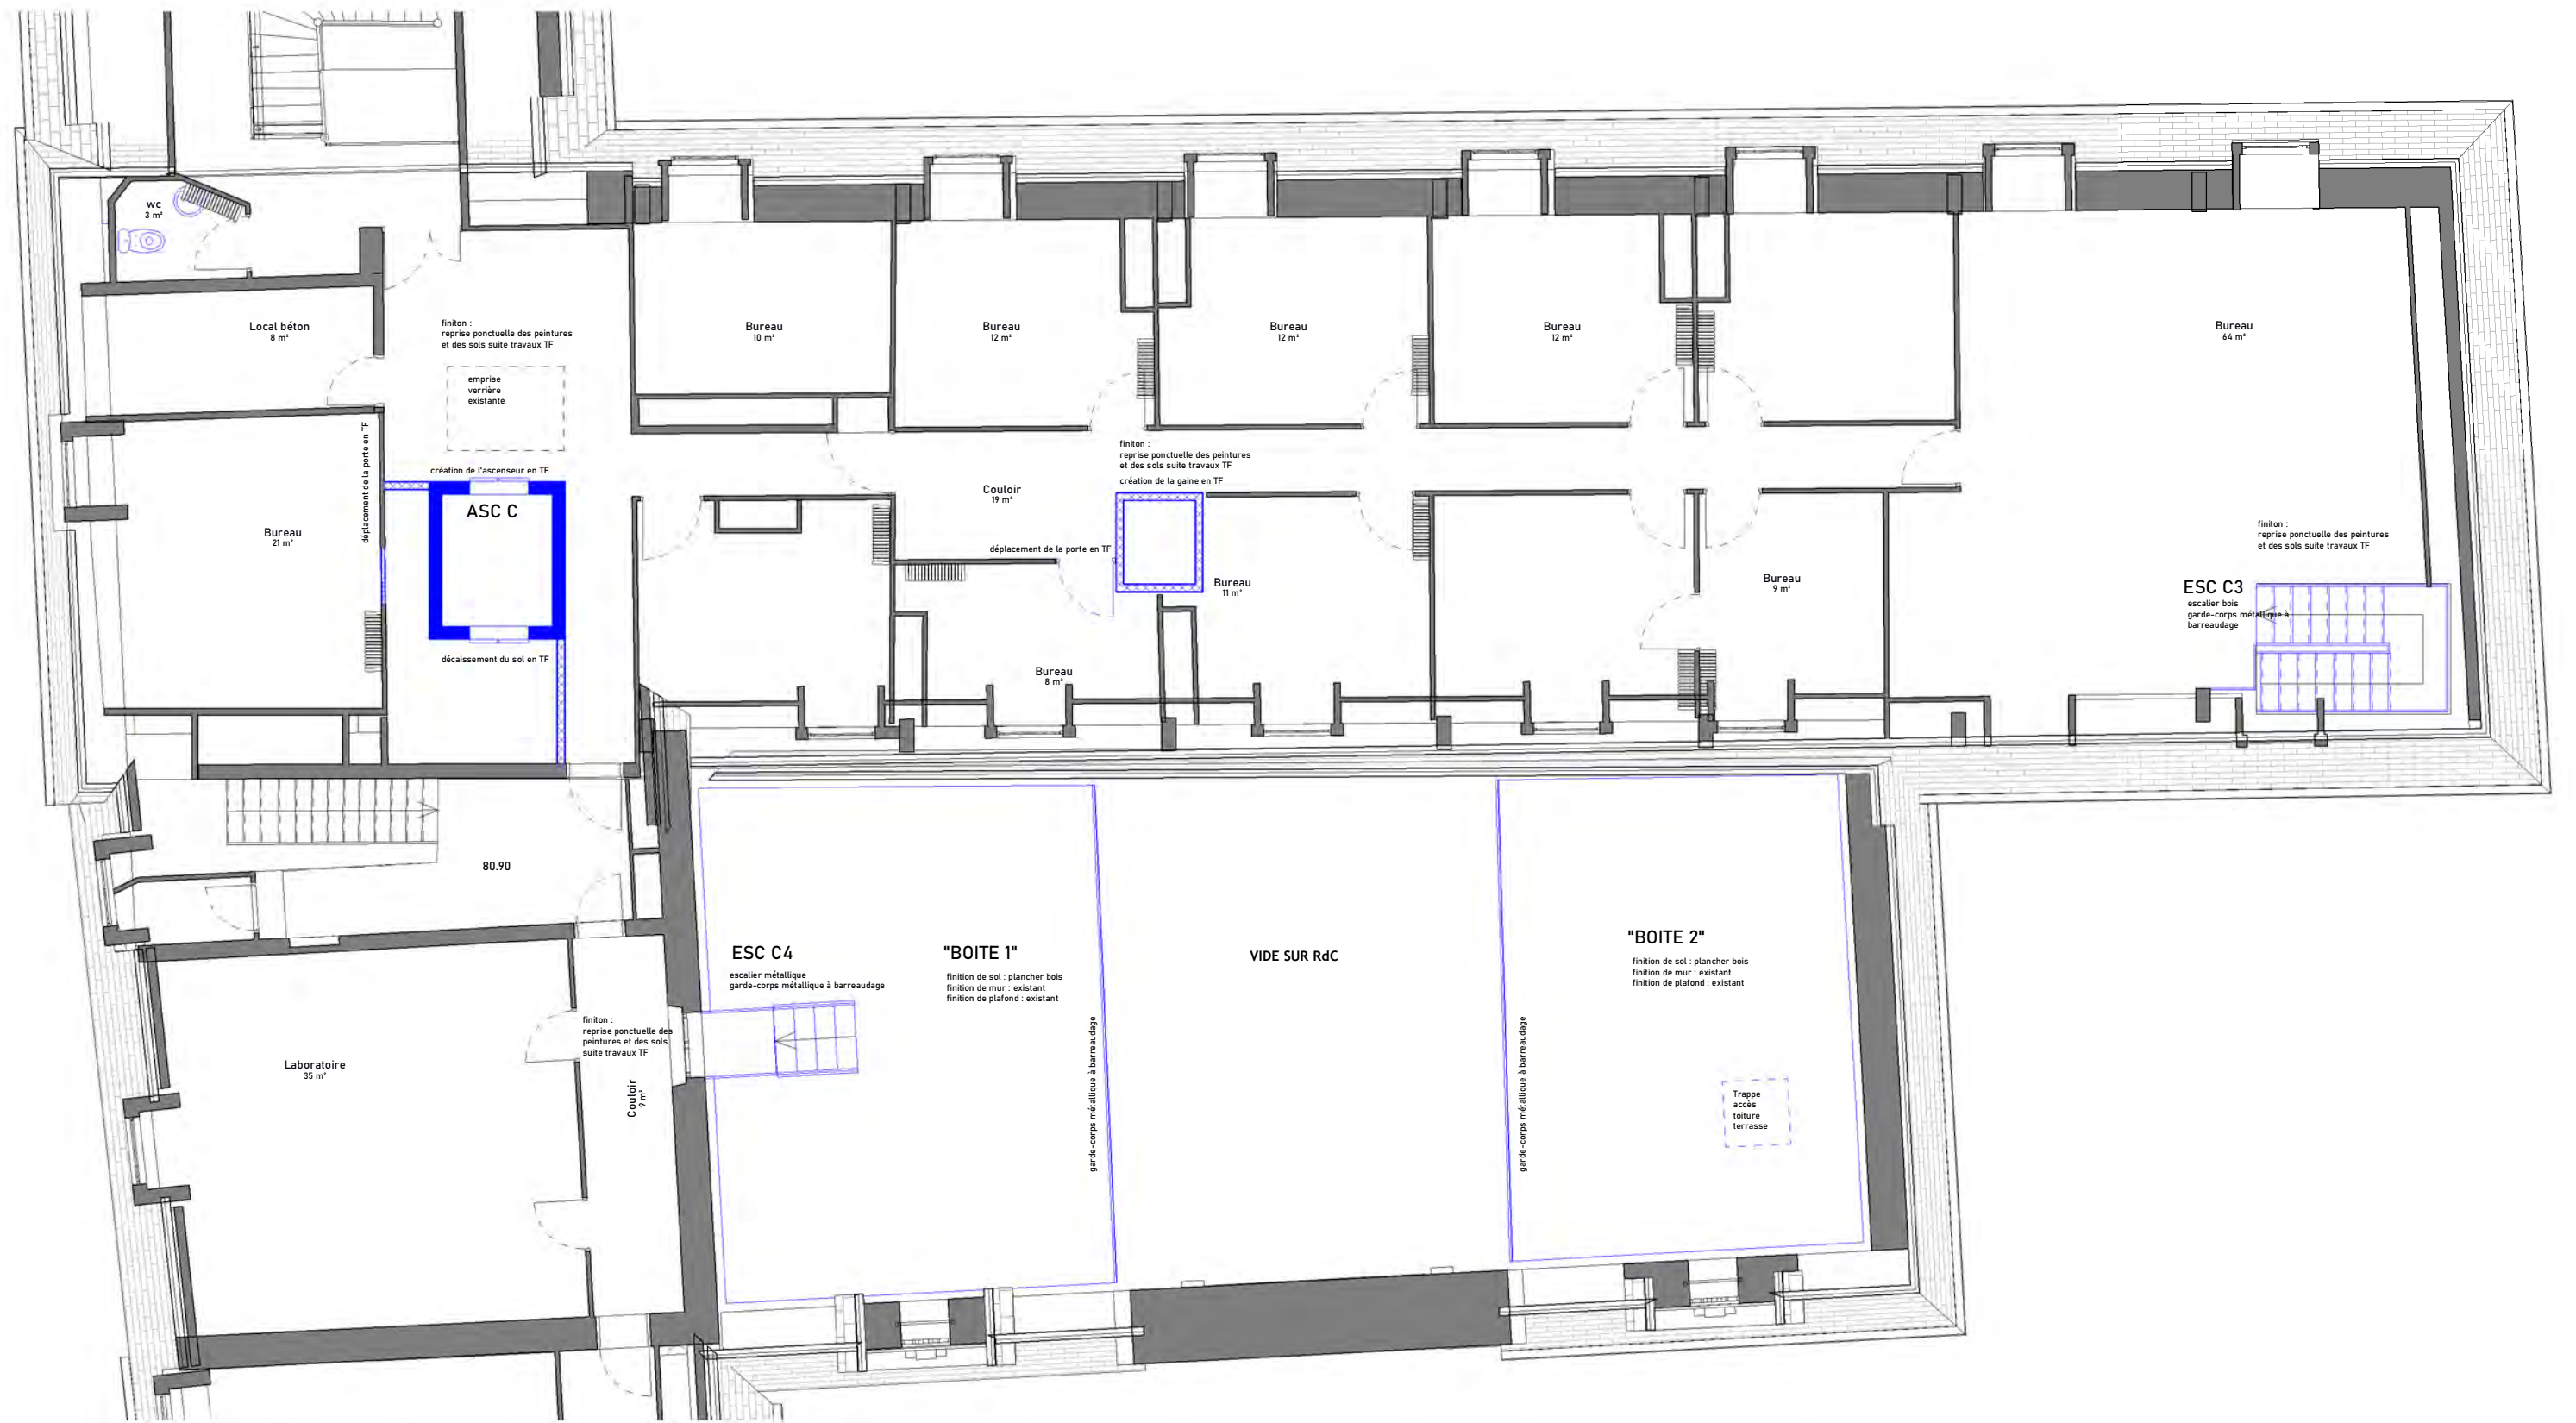 wc
3 m²
Local béton
8 m²
finiton :
reprise ponctuelle des peintures
et des sols suite travaux TF
emprise
verrière
existante
Bureau
10 m²
Bureau
12 m²
Bureau
12 m²
Bureau
12 m²
Bureau
64 m²
déplacement de la porte en TF
création de l'ascenseur en TF
ASC C
Bureau
21 m²
décaissement du sol en TF
finiton :
reprise ponctuelle des peintures
et des sols suite travaux TF
création de la gaine en TF
Couloir
19 m²
déplacement de la porte en TF
Bureau
11 m²
Bureau
8 m²
Bureau
9 m²
finiton :
reprise ponctuelle des peintures
et des sols suite travaux TF
ESC C3
escalier bois
garde-corps métallique à
barreaudage
80.90
ESC C4
escalier métallique
garde-corps métallique à barreaudage
"BOITE 1"
finition de sol : plancher bois
finition de mur : existant
finition de plafond : existant
garde-corps métallique à barreaudage
VIDE SUR RdC
garde-corps métallique à barreaudage
"BOITE 2"
finition de sol : plancher bois
finition de mur : existant
finition de plafond : existant
Trappe
accès
toiture
terrasse
finiton :
reprise ponctuelle des
peintures et des sols
suite travaux TF
Laboratoire
35 m²
Couloir
9 m²